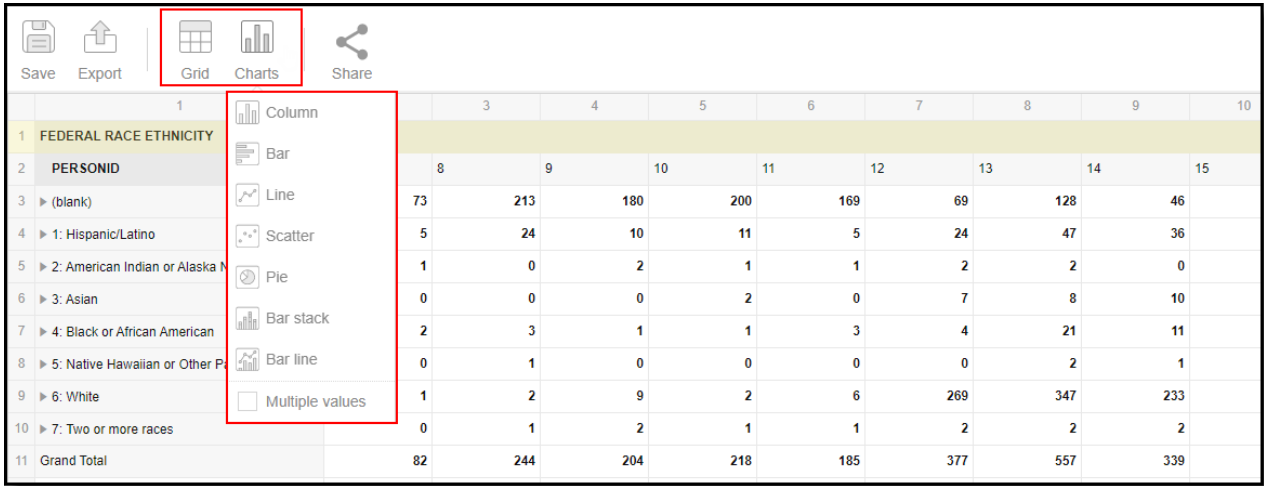 Save Export Grid Charts Share
1 3 4 5 6 7 8 9 10
Column
1 FEDERAL RACE ETHNICITY
Bar
2 PERSONID 8 9 10 11 12 13 14 15
Line
3 (blank) 73 213 180 200 169 69 128 46
Scatter
4 1: Hispanic/Latino 5 24 10 11 5 24 47 36
5 2: American Indian or Alaska N 1 0 2 1 1 2 2 0
Pie
6 3: Asian 0 0 0 2 0 7 8 10
Bar stack
7 4: Black or African American 2 3 1 1 3 4 21 11
Bar line
8 5: Native Hawaiian or Other Pa 0 1 0 0 0 0 2 1
9 6: White 1 2 9 2 6 269 347 233
Multiple values
10 7: Two or more races 0 1 2 1 1 2 2 2
11 Grand Total 82 244 204 218 185 377 557 339